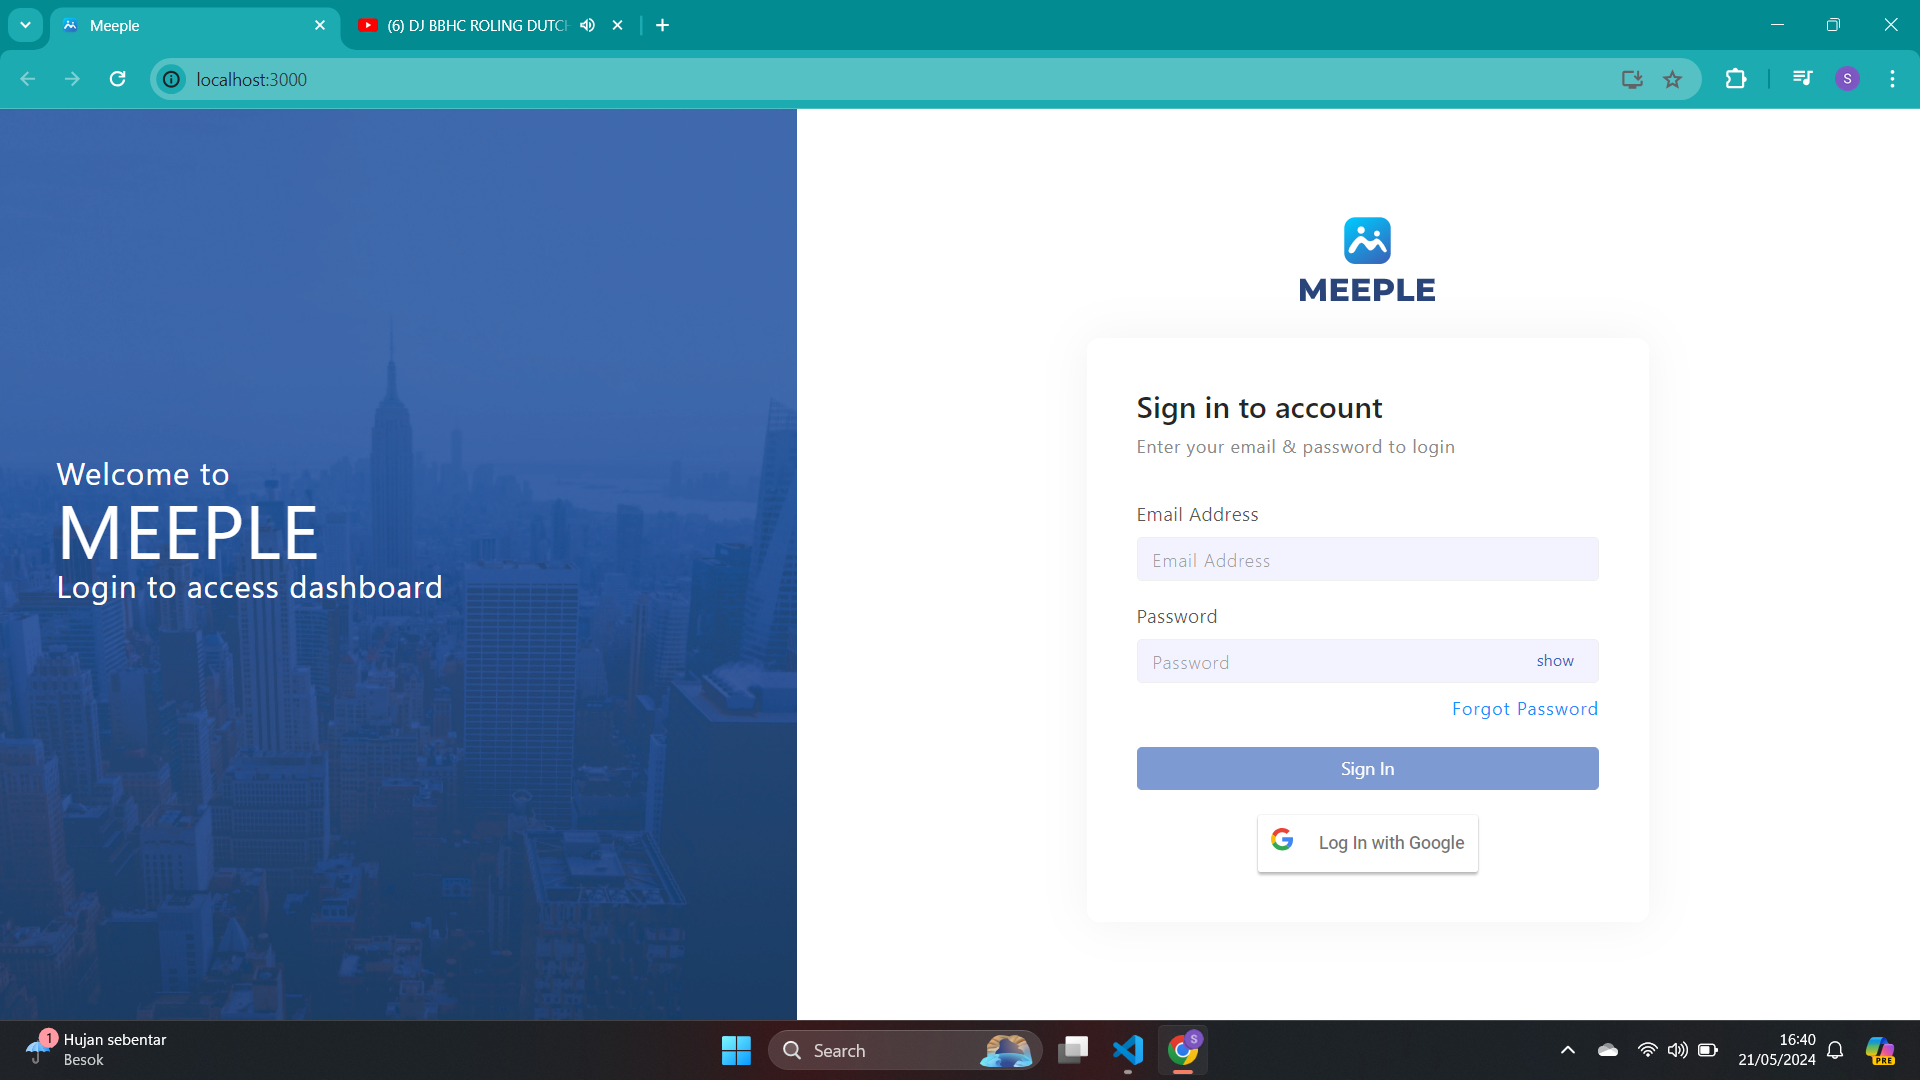 Meeple
(6) DJ BBHC ROLING DUTCH
localhost:3000
S
MEEPLE
Sign in to account
Enter your email & password to login
Welcome to
MEEPLE
Login to access dashboard
Email Address
Email Address
Password
Password
show
Forgot Password
Sign In
Log In with Google
1
Hujan sebentar
Besok
Search
S
16:40
21/05/2024
PRE